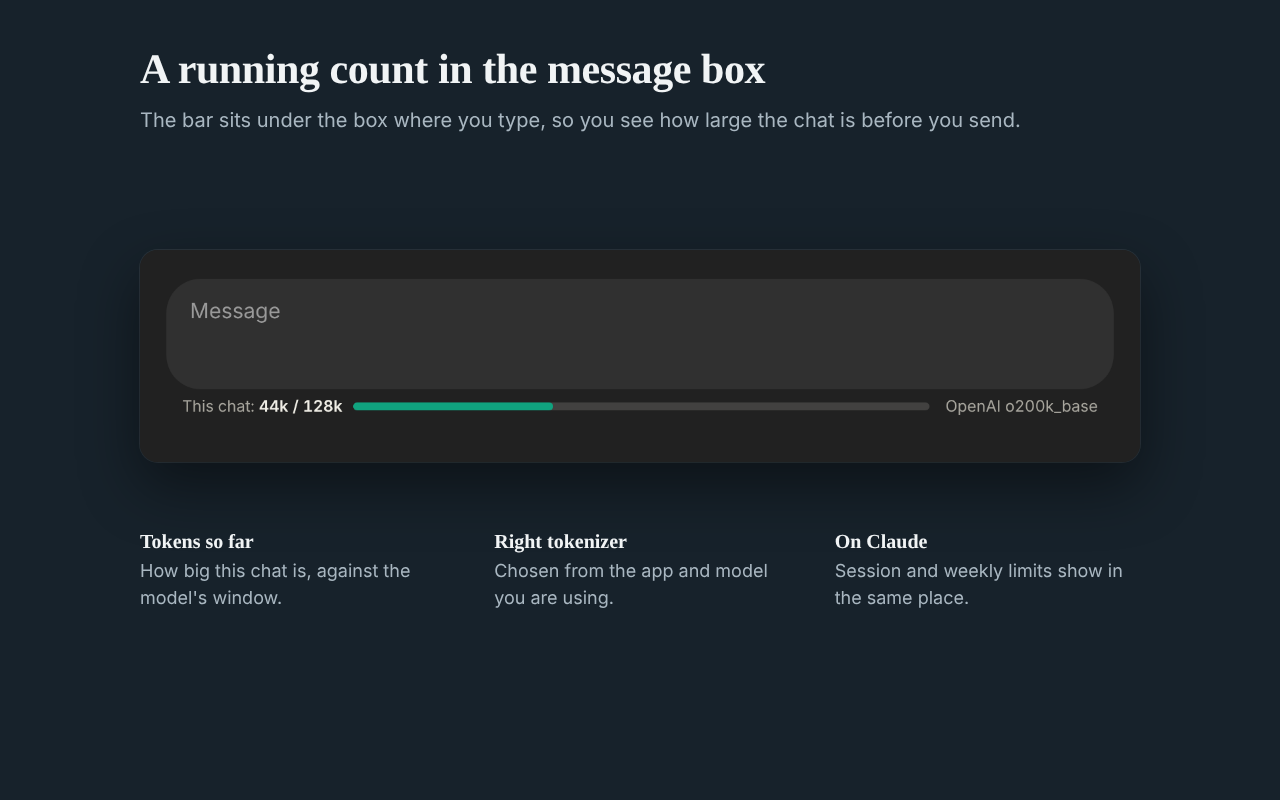 A running count in the message box
The bar sits under the box where you type, so you see how large the chat is before you send.
Message
This chat: 44k / 128k
OpenAI o200k_base
Tokens so far
How big this chat is, against the
model's window.
Right tokenizer
Chosen from the app and model
you are using.
On Claude
Session and weekly limits show in
the same place.